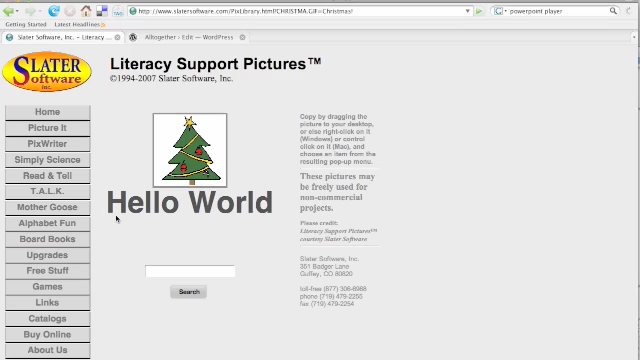 http://www.slatersoftware.com/PixLibrary.html?CHRISTMA.GIF=Christmas!
powerpoint player
Getting Started
Latest Headlines
Slater Software, Inc. - Literacy ...
Alltogether › Edit — WordPress
SLATER
Software
Inc.
Literacy Support Pictures™
©1994-2007 Slater Software, Inc.
Home
Picture It
PixWriter
Simply Science
Read & Tell
T.A.L.K.
Mother Goose
Alphabet Fun
Board Books
Upgrades
Free Stuff
Games
Links
Catalogs
Buy Online
About Us
Hello World
Search
Copy by dragging the
picture to your desktop,
or else right-click on it
(Windows) or control
click on it (Mac), and
choose an item from the
resulting pop-up menu.
These pictures may
be freely used for
non-commercial
projects.
Please credit:
Literacy Support Pictures™
courtesy Slater Software
Slater Software, Inc.
351 Badger Lane
Guffey, CO 80820
toll-free (877) 306-6968
phone (719) 479-2255
fax (719) 479-2254